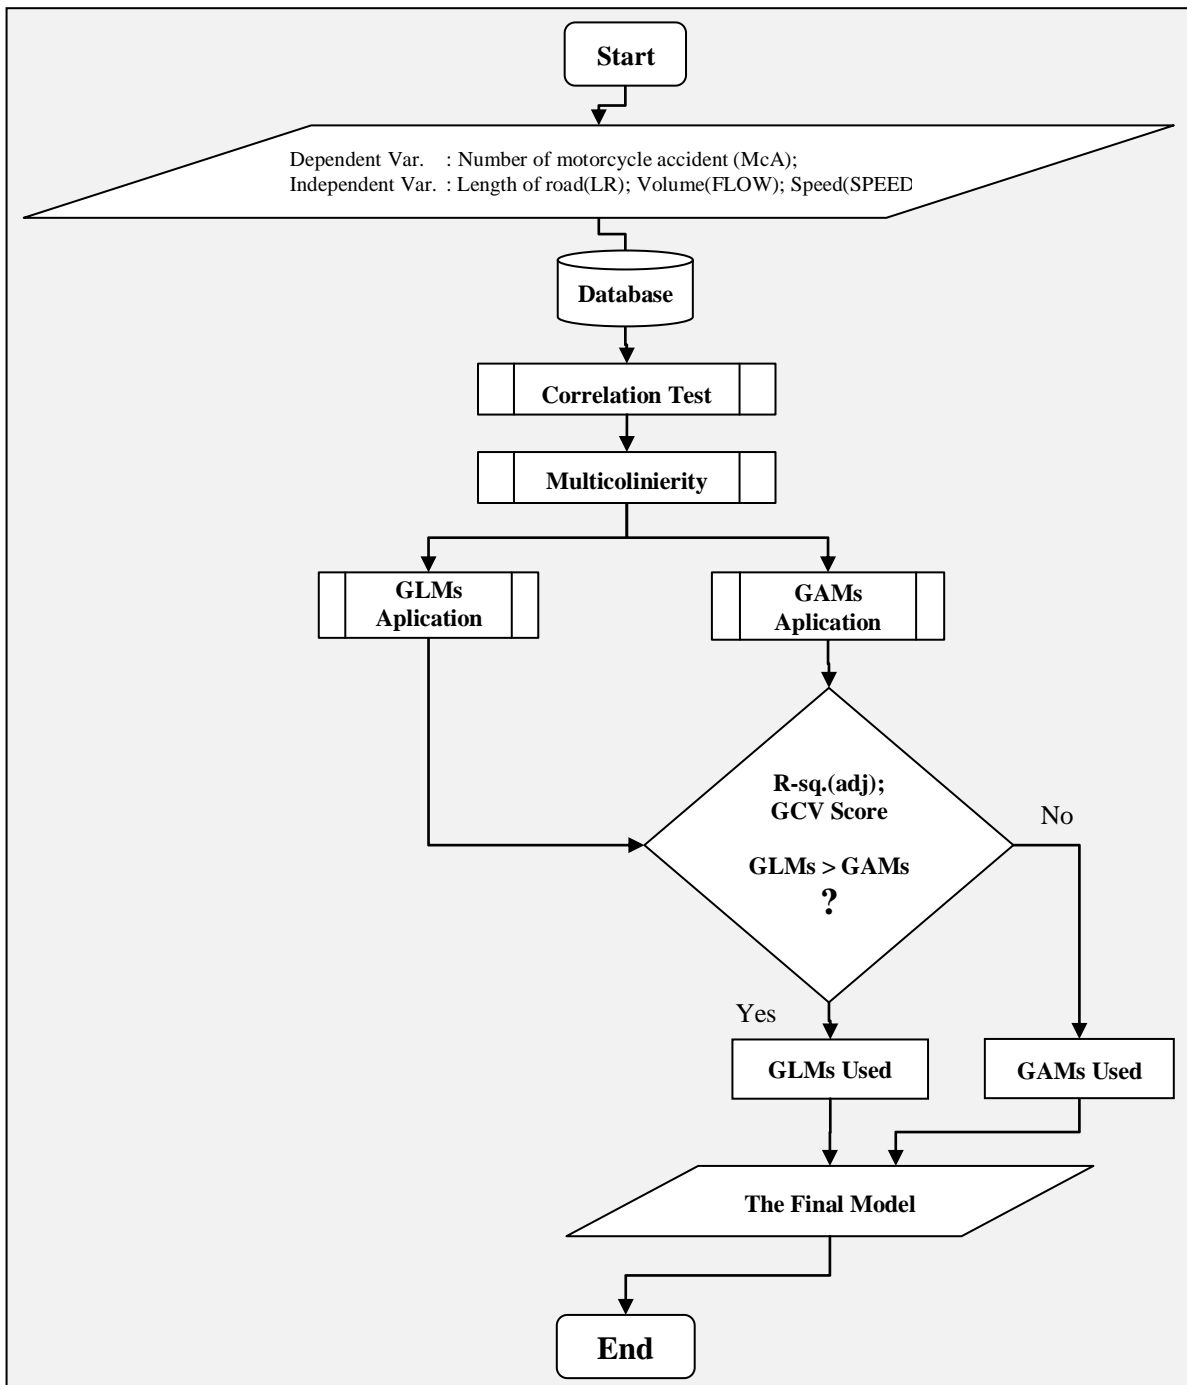 Start
Dependent Var. : Number of motorcycle accident (McA);
Independent Var. : Length of road(LR); Volume(FLOW); Speed(SPEED
Database
Correlation Test
Multicolinierity
GLMs
Aplication
GAMs
Aplication
R-sq.(adj);
GCV Score
GLMs > GAMs
?
No
Yes
GLMs Used
GAMs Used
The Final Model
End